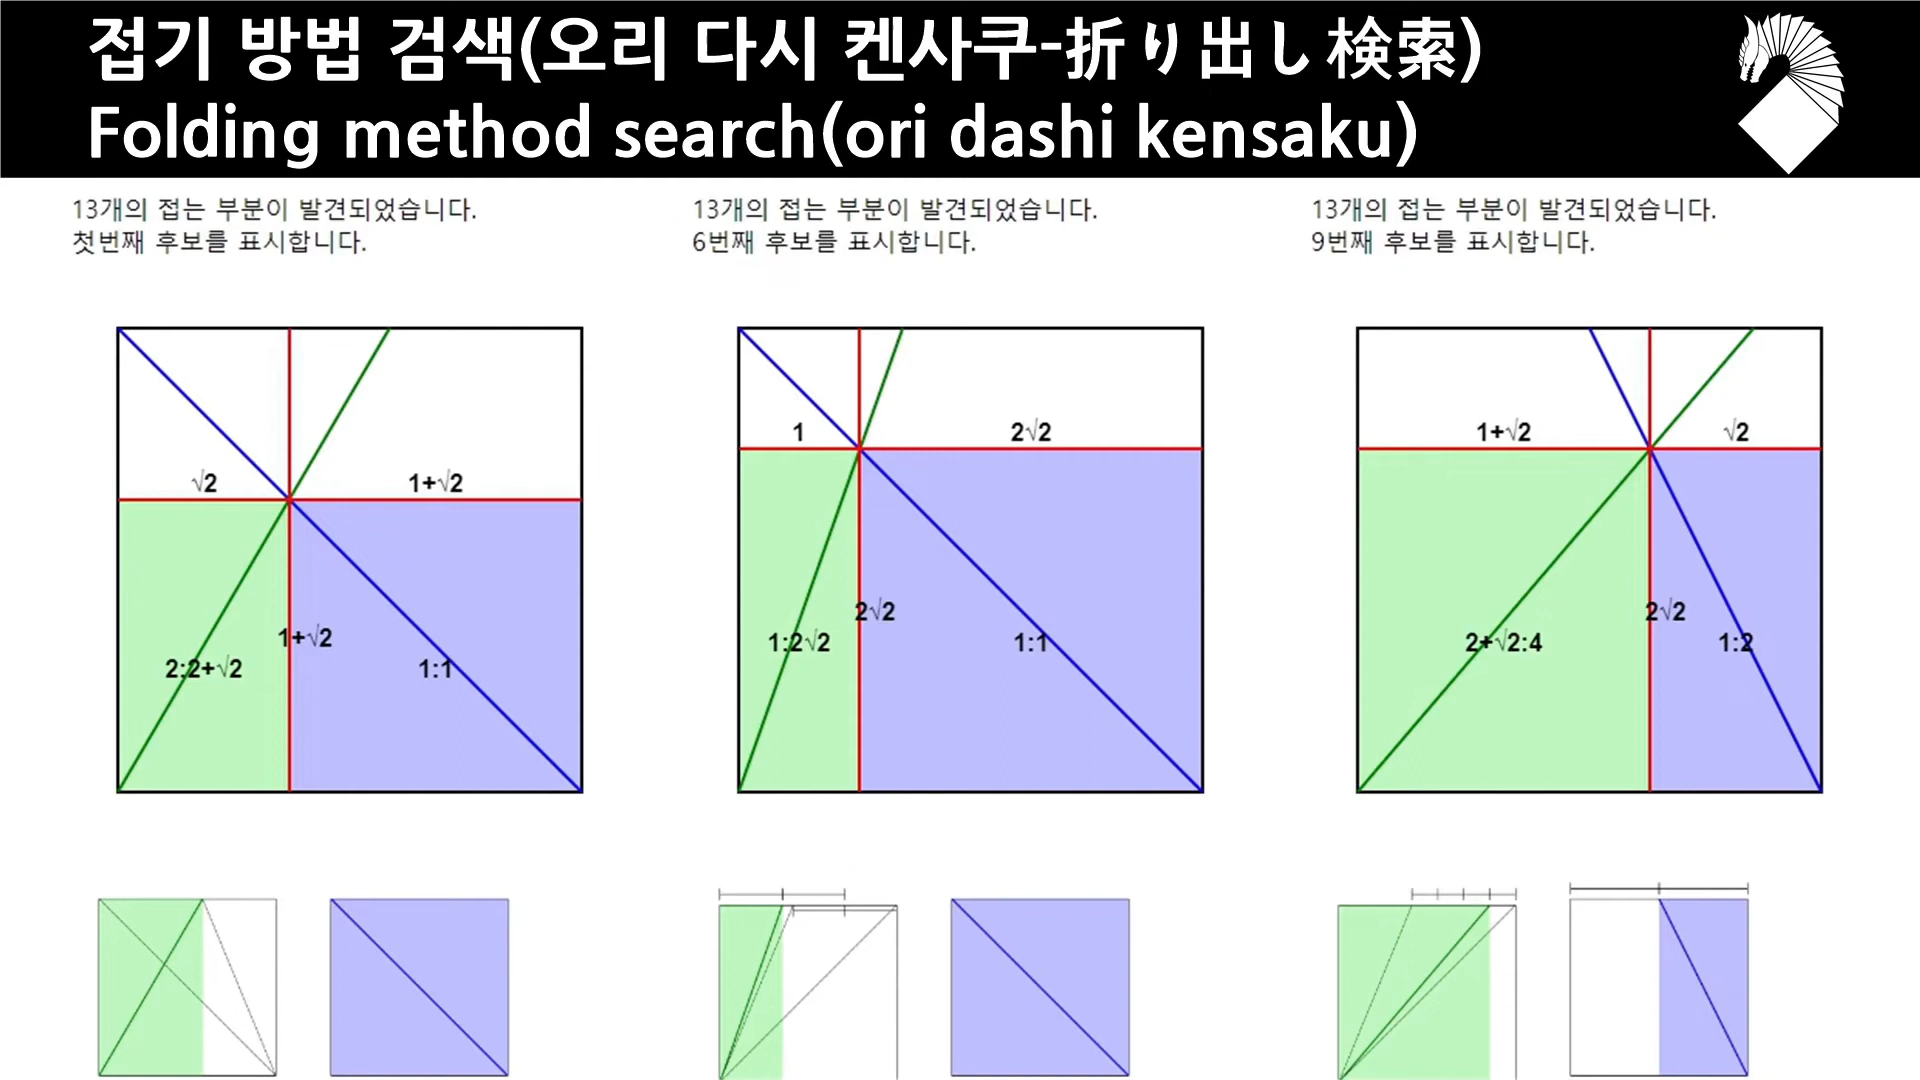 접기 방법 검색(오리 다시 켄사쿠-折り出し検索)
Folding method search(ori dashi kensaku)
13개의 접는 부분이 발견되었습니다.
첫번째 후보를 표시합니다.
√2
1+√2
1+√2
2:2+√2
1:1
13개의 접는 부분이 발견되었습니다.
6번째 후보를 표시합니다.
1
2√2
2√2
1:2√2
1:1
13개의 접는 부분이 발견되었습니다.
9번째 후보를 표시합니다.
1+√2
√2
2√2
2+√2:4
1:2